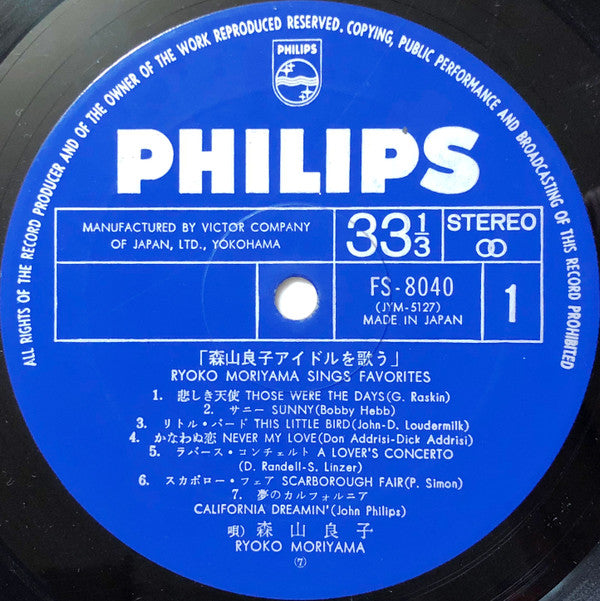 ALL RIGHTS OF THE RECORD PRODUCER AND OF THE OWNER OF THE WORK REPRODUCED RESERVED. COPYING, PUBLIC PERFORMANCE AND BROADCASTING OF THIS RECORD PROHIBITED
PHILIPS
PHILIPS
MANUFACTURED BY VICTOR COMPANY
OF JAPAN, LTD., YOKOHAMA
33 1/3
STEREO
FS-8040
(JYM-5127)
MADE IN JAPAN
1
「森山良子アイドルを歌う」
RYOKO MORIYAMA SINGS FAVORITES
1. 悲しき天使 THOSE WERE THE DAYS(G. Raskin)
2. サニー SUNNY(Bobby Hebb)
3. リトル・バード THIS LITTLE BIRD(John-D. Loudermilk)
4. かなわぬ恋 NEVER MY LOVE(Don Addrisi-Dick Addrisi)
5. ラバース・コンチェルト A LOVER'S CONCERTO
(D. Randell-S. Linzer)
6. スカボロー・フェア SCARBOROUGH FAIR(P. Simon)
7. 夢のカルフォルニア
CALIFORNIA DREAMIN'(John Philips)
唄) 森山良子
RYOKO MORIYAMA
(7)